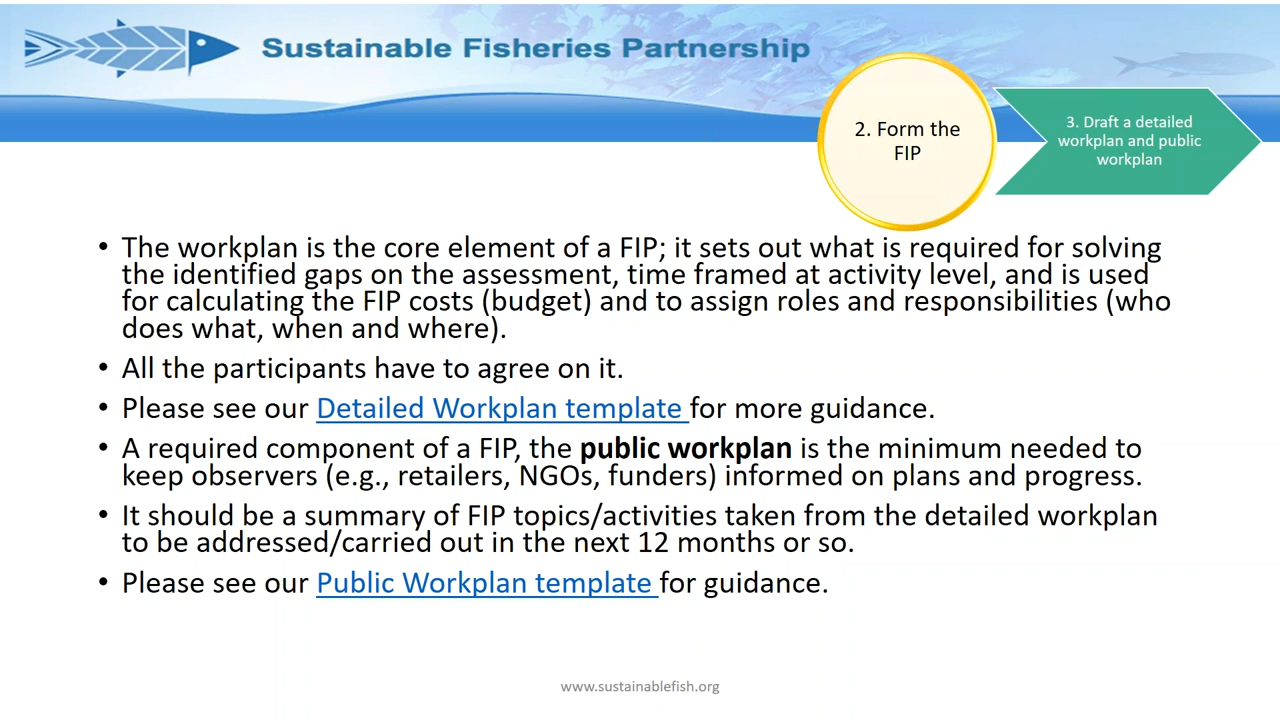 Sustainable Fisheries Partnership
2. Form the
FIP
3. Draft a detailed
workplan and public
workplan
• The workplan is the core element of a FIP; it sets out what is required for solving
the identified gaps on the assessment, time framed at activity level, and is used
for calculating the FIP costs (budget) and to assign roles and responsibilities (who
does what, when and where).
• All the participants have to agree on it.
• Please see our Detailed Workplan template for more guidance.
• A required component of a FIP, the public workplan is the minimum needed to
keep observers (e.g., retailers, NGOs, funders) informed on plans and progress.
• It should be a summary of FIP topics/activities taken from the detailed workplan
to be addressed/carried out in the next 12 months or so.
• Please see our Public Workplan template for guidance.
www.sustainablefish.org